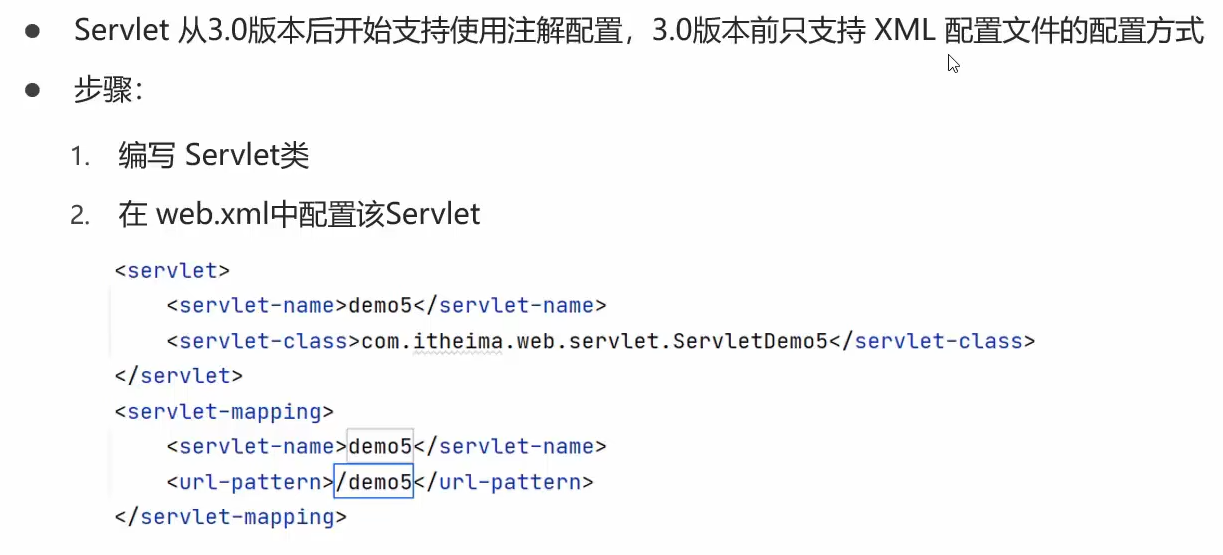 ● Servlet 从3.0版本后开始支持使用注解配置，3.0版本前只支持 XML 配置文件的配置方式
● 步骤：
1. 编写 Servlet类
2. 在 web.xml中配置该Servlet
<servlet>
    <servlet-name>demo5</servlet-name>
    <servlet-class>com.itheima.web.servlet.ServletDemo5</servlet-class>
</servlet>
<servlet-mapping>
    <servlet-name>demo5</servlet-name>
    <url-pattern>/demo5</url-pattern>
</servlet-mapping>